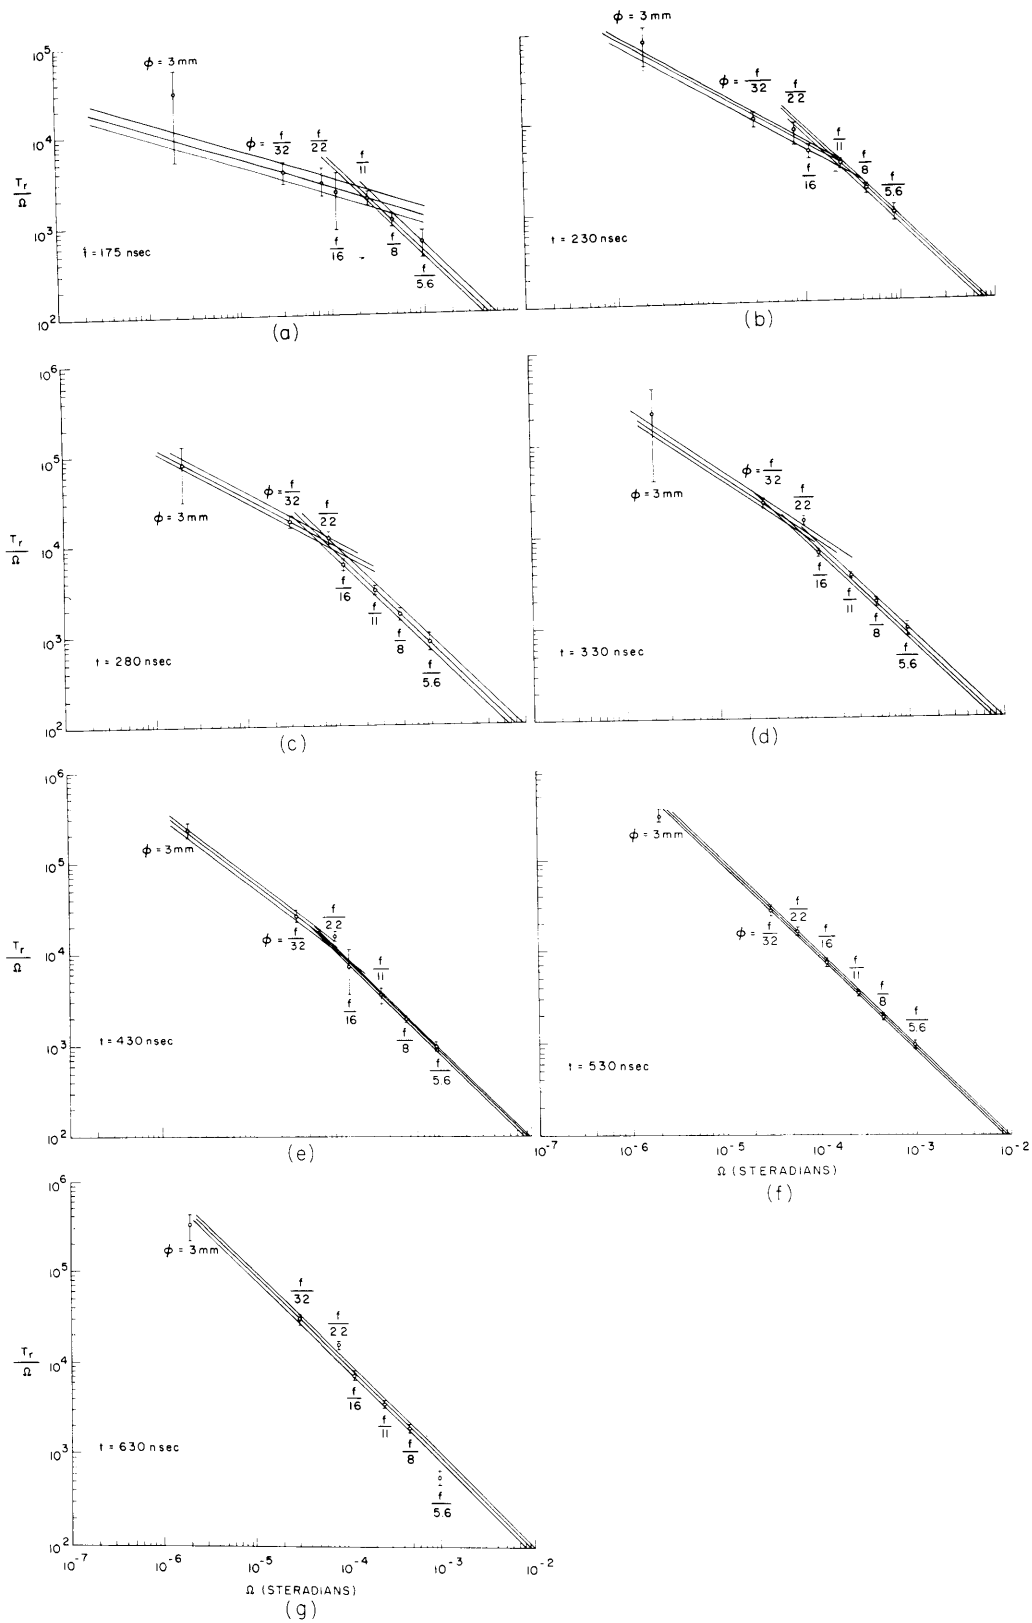 10⁵
10⁴
10³
10²
Tr
Ω
ϕ = 3mm
ϕ = f/32
f/22
f/11
f/16
f/8
f/5.6
t = 175 nsec
(a)
ϕ = 3mm
ϕ = f/32
f/22
f/11
f/16
f/8
f/5.6
t = 230 nsec
(b)
10⁶
10⁵
10⁴
10³
10²
Tr
Ω
ϕ = f/32
f/22
ϕ = 3mm
f/16
f/11
f/8
f/5.6
t = 280 nsec
(c)
ϕ = f/32
ϕ = 3mm
f/22
f/16
f/11
f/8
f/5.6
t = 330 nsec
(d)
10⁶
10⁵
10⁴
10³
10²
Tr
Ω
ϕ = 3mm
f/22
ϕ = f/32
f/11
f/16
f/8
f/5.6
t = 430 nsec
(e)
ϕ = 3mm
f/22
ϕ = f/32
f/16
f/11
f/8
f/5.6
t = 530 nsec
10⁻⁷ 10⁻⁶ 10⁻⁵ 10⁻⁴ 10⁻³ 10⁻²
Ω (STERADIANS)
(f)
10⁶
10⁵
10⁴
10³
10²
Tr
Ω
ϕ = 3mm
f/32
f/22
f/16
f/11
f/8
f/5.6
t = 630 nsec
10⁻⁷ 10⁻⁶ 10⁻⁵ 10⁻⁴ 10⁻³ 10⁻²
Ω (STERADIANS)
(g)